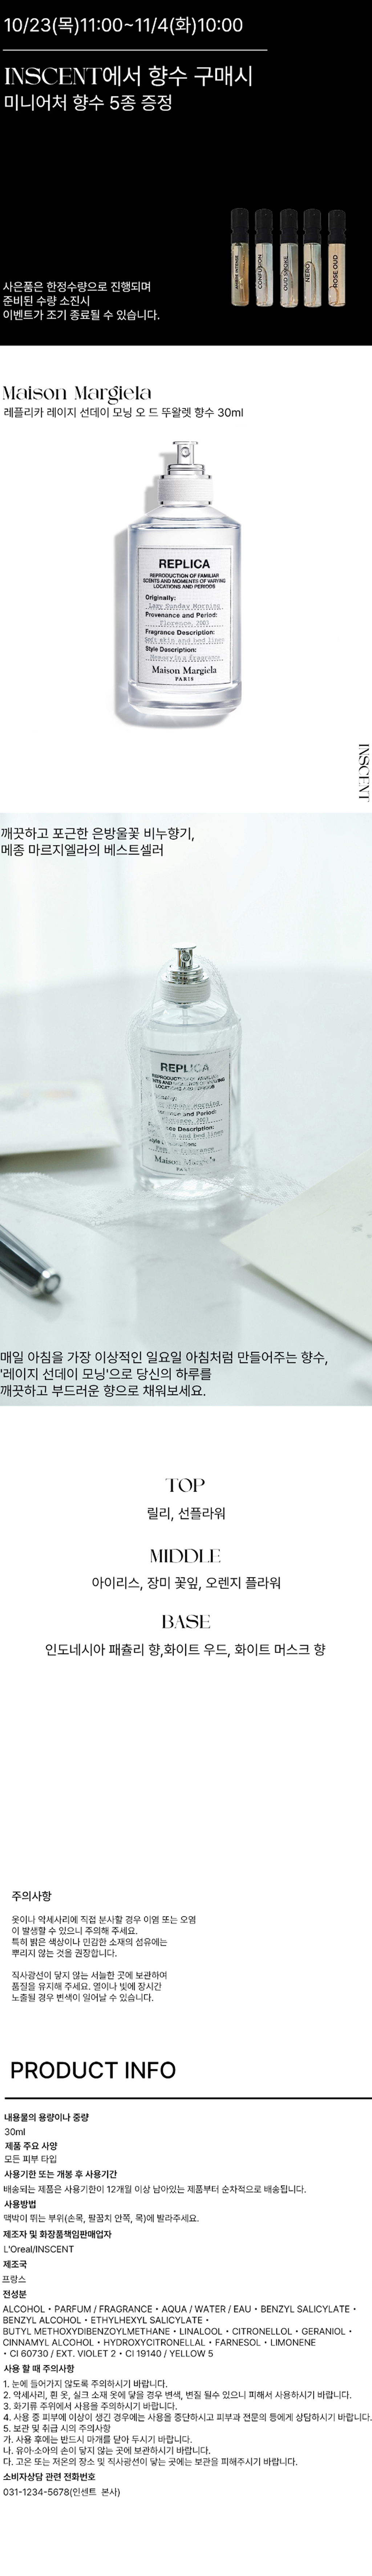 10/23(목)11:00~11/4(화)10:00
INSCENT에서 향수 구매시
미니어처 향수 5종 증정
CONFUSION
OUD SMOKE
NERO
ROSE OUD
사은품은 한정수량으로 진행되며
준비된 수량 소진시
이벤트가 조기 종료될 수 있습니다.
Maison Margiela
레플리카 레이지 선데이 모닝 오 드 뚜왈렛 향수 30ml
REPLICA
REPRODUCTION OF FAMILIAR
SCENTS AND MOMENTS OF VARYING
LOCATIONS AND PERIODS
Originally:
Lazy Sunday Morning
Provenance and Period:
Florence, 2003
Fragrance Description:
Soft skin and bed linen
Style Description:
Women's fragrance
Maison Margiela
PARIS
INSCENT
깨끗하고 포근한 은방울꽃 비누향기,
메종 마르지엘라의 베스트셀러
REPLICA
Maison Margiela
PARIS
매일 아침을 가장 이상적인 일요일 아침처럼 만들어주는 향수,
'레이지 선데이 모닝'으로 당신의 하루를
깨끗하고 부드러운 향으로 채워보세요.
TOP
릴리, 선플라워
MIDDLE
아이리스, 장미 꽃잎, 오렌지 플라워
BASE
인도네시아 패츌리 향,화이트 우드, 화이트 머스크 향
주의사항
옷이나 악세사리에 직접 분사할 경우 이염 또는 오염
이 발생할 수 있으니 주의해 주세요.
특히 밝은 색상이나 민감한 소재의 섬유에는
뿌리지 않는 것을 권장합니다.
직사광선이 닿지 않는 서늘한 곳에 보관하여
품질을 유지해 주세요. 열이나 빛에 장시간
노출될 경우 변색이 일어날 수 있습니다.
PRODUCT INFO
내용물의 용량이나 중량
30ml
제품 주요 사양
모든 피부 타입
사용기한 또는 개봉 후 사용기간
배송되는 제품은 사용기한이 12개월 이상 남아있는 제품부터 순차적으로 배송됩니다.
사용방법
맥박이 뛰는 부위(손목, 팔꿈치 안쪽, 목)에 발라주세요.
제조자 및 화장품책임판매업자
L'Oreal/INSCENT
제조국
프랑스
전성분
ALCOHOL • PARFUM / FRAGRANCE • AQUA / WATER / EAU • BENZYL SALICYLATE •
BENZYL ALCOHOL • ETHYLHEXYL SALICYLATE •
BUTYL METHOXYDIBENZOYLMETHANE • LINALOOL • CITRONELLOL • GERANIOL •
CINNAMYL ALCOHOL • HYDROXYCITRONELLAL • FARNESOL • LIMONENE
• CI 60730 / EXT. VIOLET 2 • CI 19140 / YELLOW 5
사용 할 때 주의사항
1. 눈에 들어가지 않도록 주의하시기 바랍니다.
2. 악세사리, 흰 옷, 실크 소재 옷에 닿을 경우 변색, 변질 될수 있으니 피해서 사용하시기 바랍니다.
3. 화기류 주위에서 사용을 주의하시기 바랍니다.
4. 사용 중 피부에 이상이 생긴 경우에는 사용을 중단하시고 피부과 전문의 등에게 상담하시기 바랍니다.
5. 보관 및 취급 시의 주의사항
가. 사용 후에는 반드시 마개를 닫아 두시기 바랍니다.
나. 유아·소아의 손이 닿지 않는 곳에 보관하시기 바랍니다.
다. 고온 또는 저온의 장소 및 직사광선이 닿는 곳에는 보관을 피해주시기 바랍니다.
소비자상담 관련 전화번호
031-1234-5678(인센트 본사)